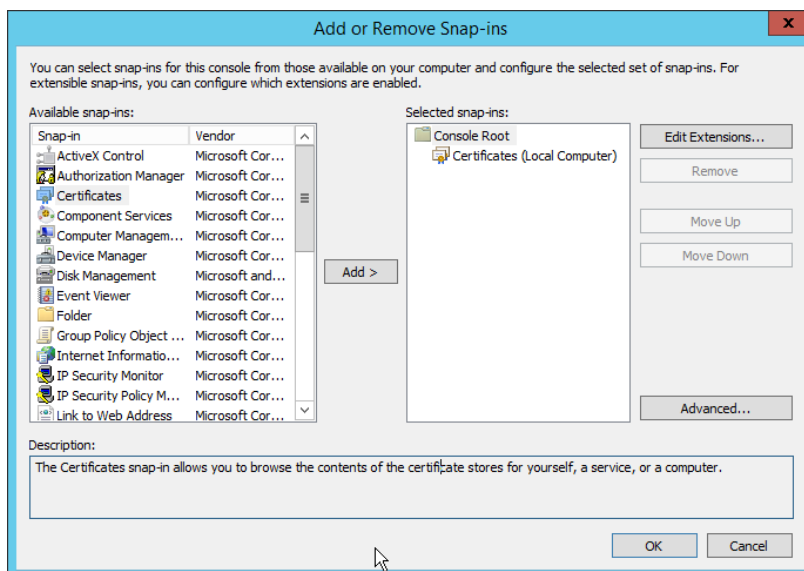 Add or Remove Snap-ins
x
You can select snap-ins for this console from those available on your computer and configure the selected set of snap-ins. For
extensible snap-ins, you can configure which extensions are enabled.
Available snap-ins:
Snap-in Vendor
ActiveX Control Microsoft Cor...
Authorization Manager Microsoft Cor...
Certificates Microsoft Cor...
Component Services Microsoft Cor...
Computer Managem... Microsoft Cor...
Device Manager Microsoft Cor...
Disk Management Microsoft and...
Event Viewer Microsoft Cor...
Folder Microsoft Cor...
Group Policy Object ... Microsoft Cor...
Internet Informatio... Microsoft Cor...
IP Security Monitor Microsoft Cor...
IP Security Policy M... Microsoft Cor...
Link to Web Address Microsoft Cor...
Add >
Selected snap-ins:
Console Root
Certificates (Local Computer)
Edit Extensions...
Remove
Move Up
Move Down
Advanced...
Description:
The Certificates snap-in allows you to browse the contents of the certificate stores for yourself, a service, or a computer.
OK
Cancel